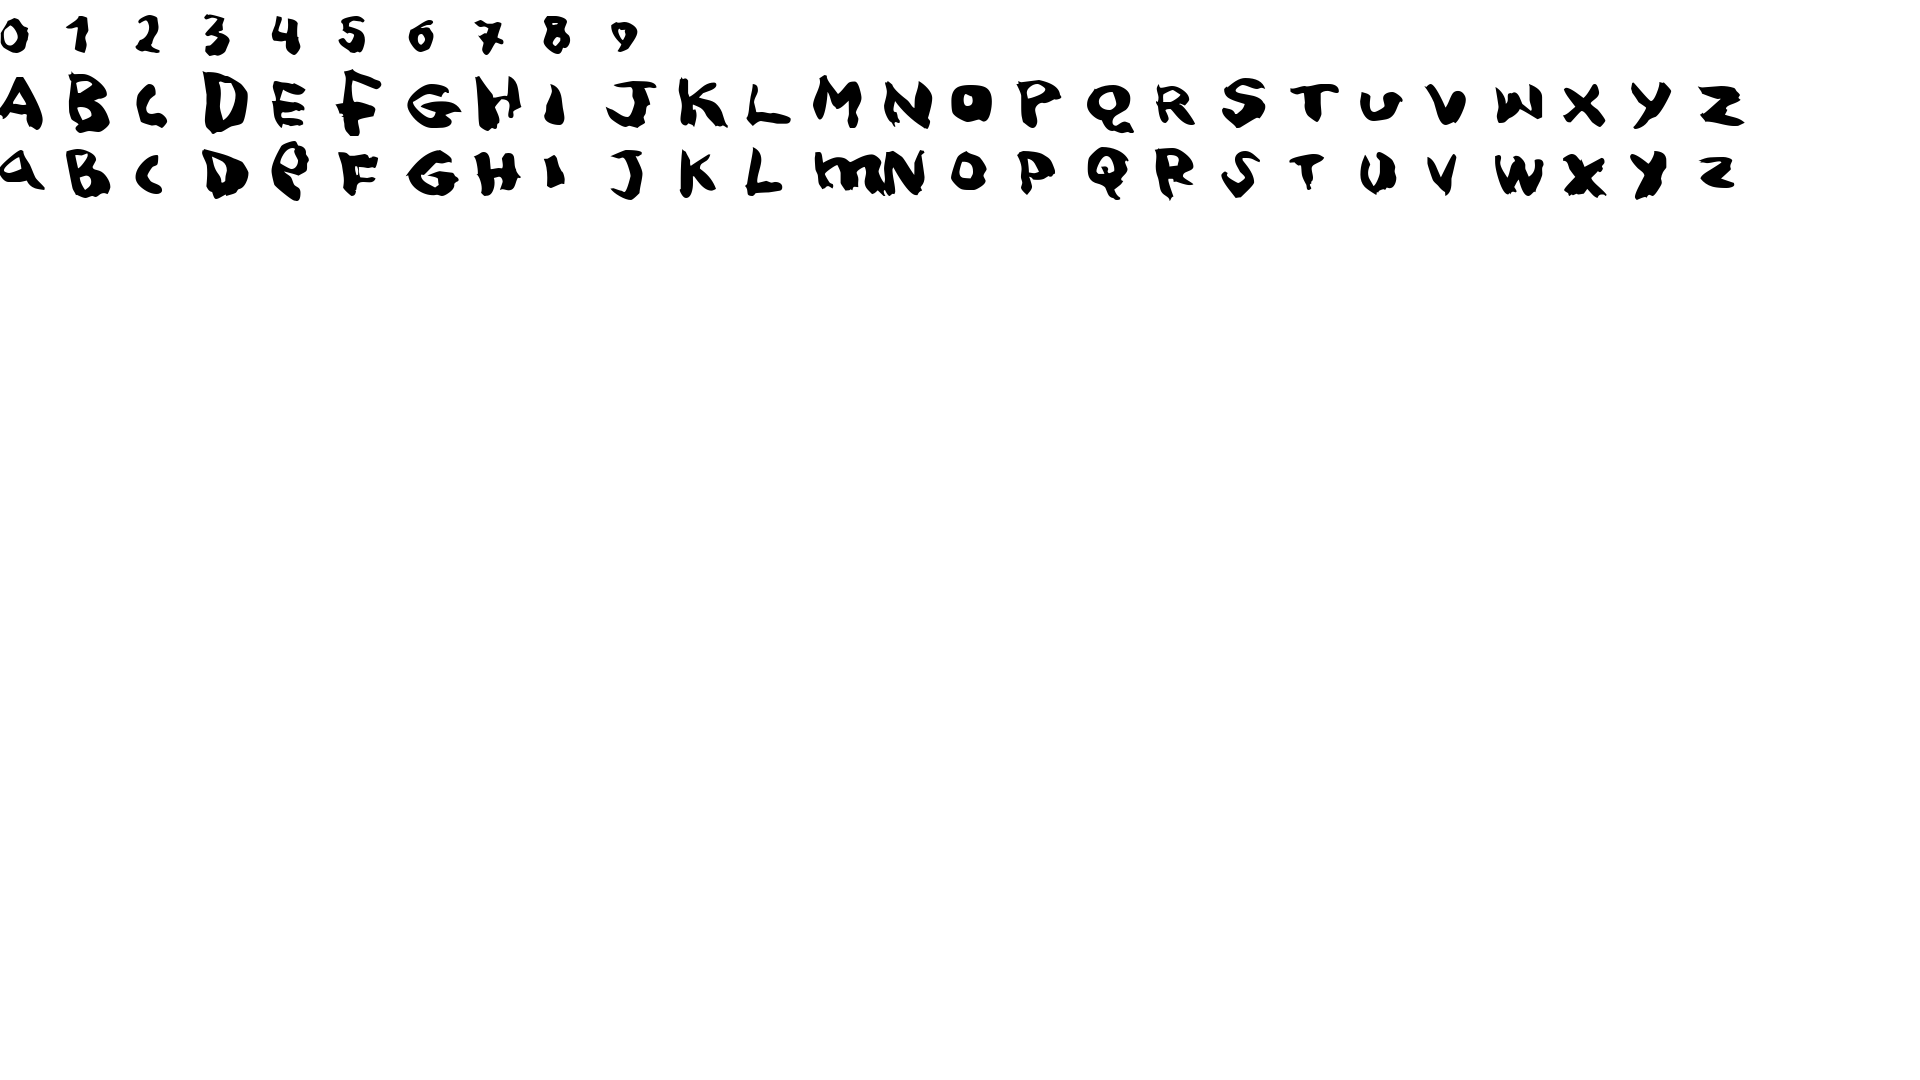 0 1 2 3 4 5 6 7 8 9
A B C D E F G H I J K L M N O P Q R S T U V W X Y Z
a B C D e F G H I J K L m N O P Q R S T U V W X Y Z